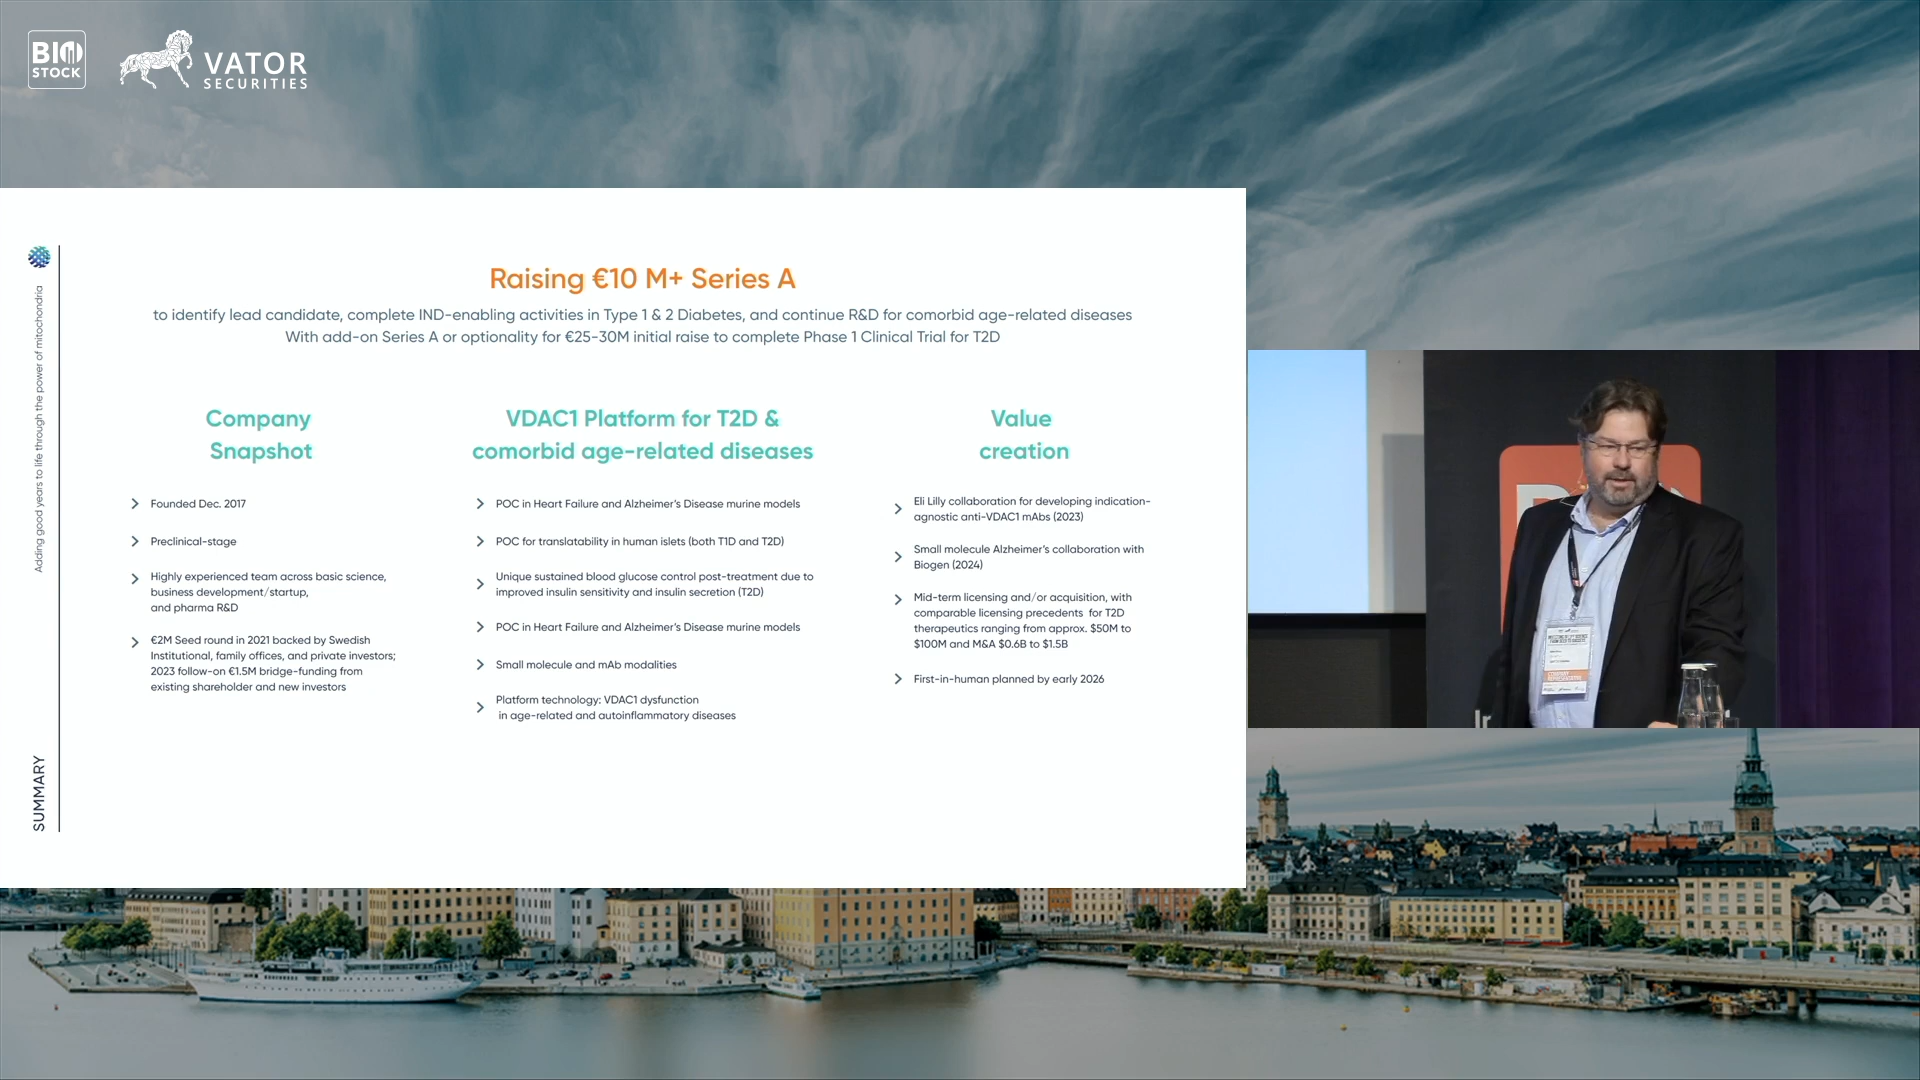 BIO
STOCK
VATOR
SECURITIES
Adding good years to life through the power of mitochondria
SUMMARY
Raising €10 M+ Series A
to identify lead candidate, complete IND-enabling activities in Type 1 & 2 Diabetes, and continue R&D for comorbid age-related diseases
With add-on Series A or optionality for €25-30M initial raise to complete Phase 1 Clinical Trial for T2D
Company
Snapshot
Founded Dec. 2017
Preclinical-stage
Highly experienced team across basic science,
business development/startup,
and pharma R&D
€2M Seed round in 2021 backed by Swedish
Institutional, family offices, and private investors;
2023 follow-on €1.5M bridge-funding from
existing shareholder and new investors
VDAC1 Platform for T2D &
comorbid age-related diseases
POC in Heart Failure and Alzheimer's Disease murine models
POC for translatability in human islets (both T1D and T2D)
Unique sustained blood glucose control post-treatment due to
improved insulin sensitivity and insulin secretion (T2D)
POC in Heart Failure and Alzheimer's Disease murine models
Small molecule and mAb modalities
Platform technology: VDAC1 dysfunction
in age-related and autoinflammatory diseases
Value
creation
Eli Lilly collaboration for developing indication-
agnostic anti-VDAC1 mAbs (2023)
Small molecule Alzheimer's collaboration with
Biogen (2024)
Mid-term licensing and/or acquisition, with
comparable licensing precedents for T2D
therapeutics ranging from approx. $50M to
$100M and M&A $0.6B to $1.5B
First-in-human planned by early 2026
COMPANY
REPRESENTATIVE